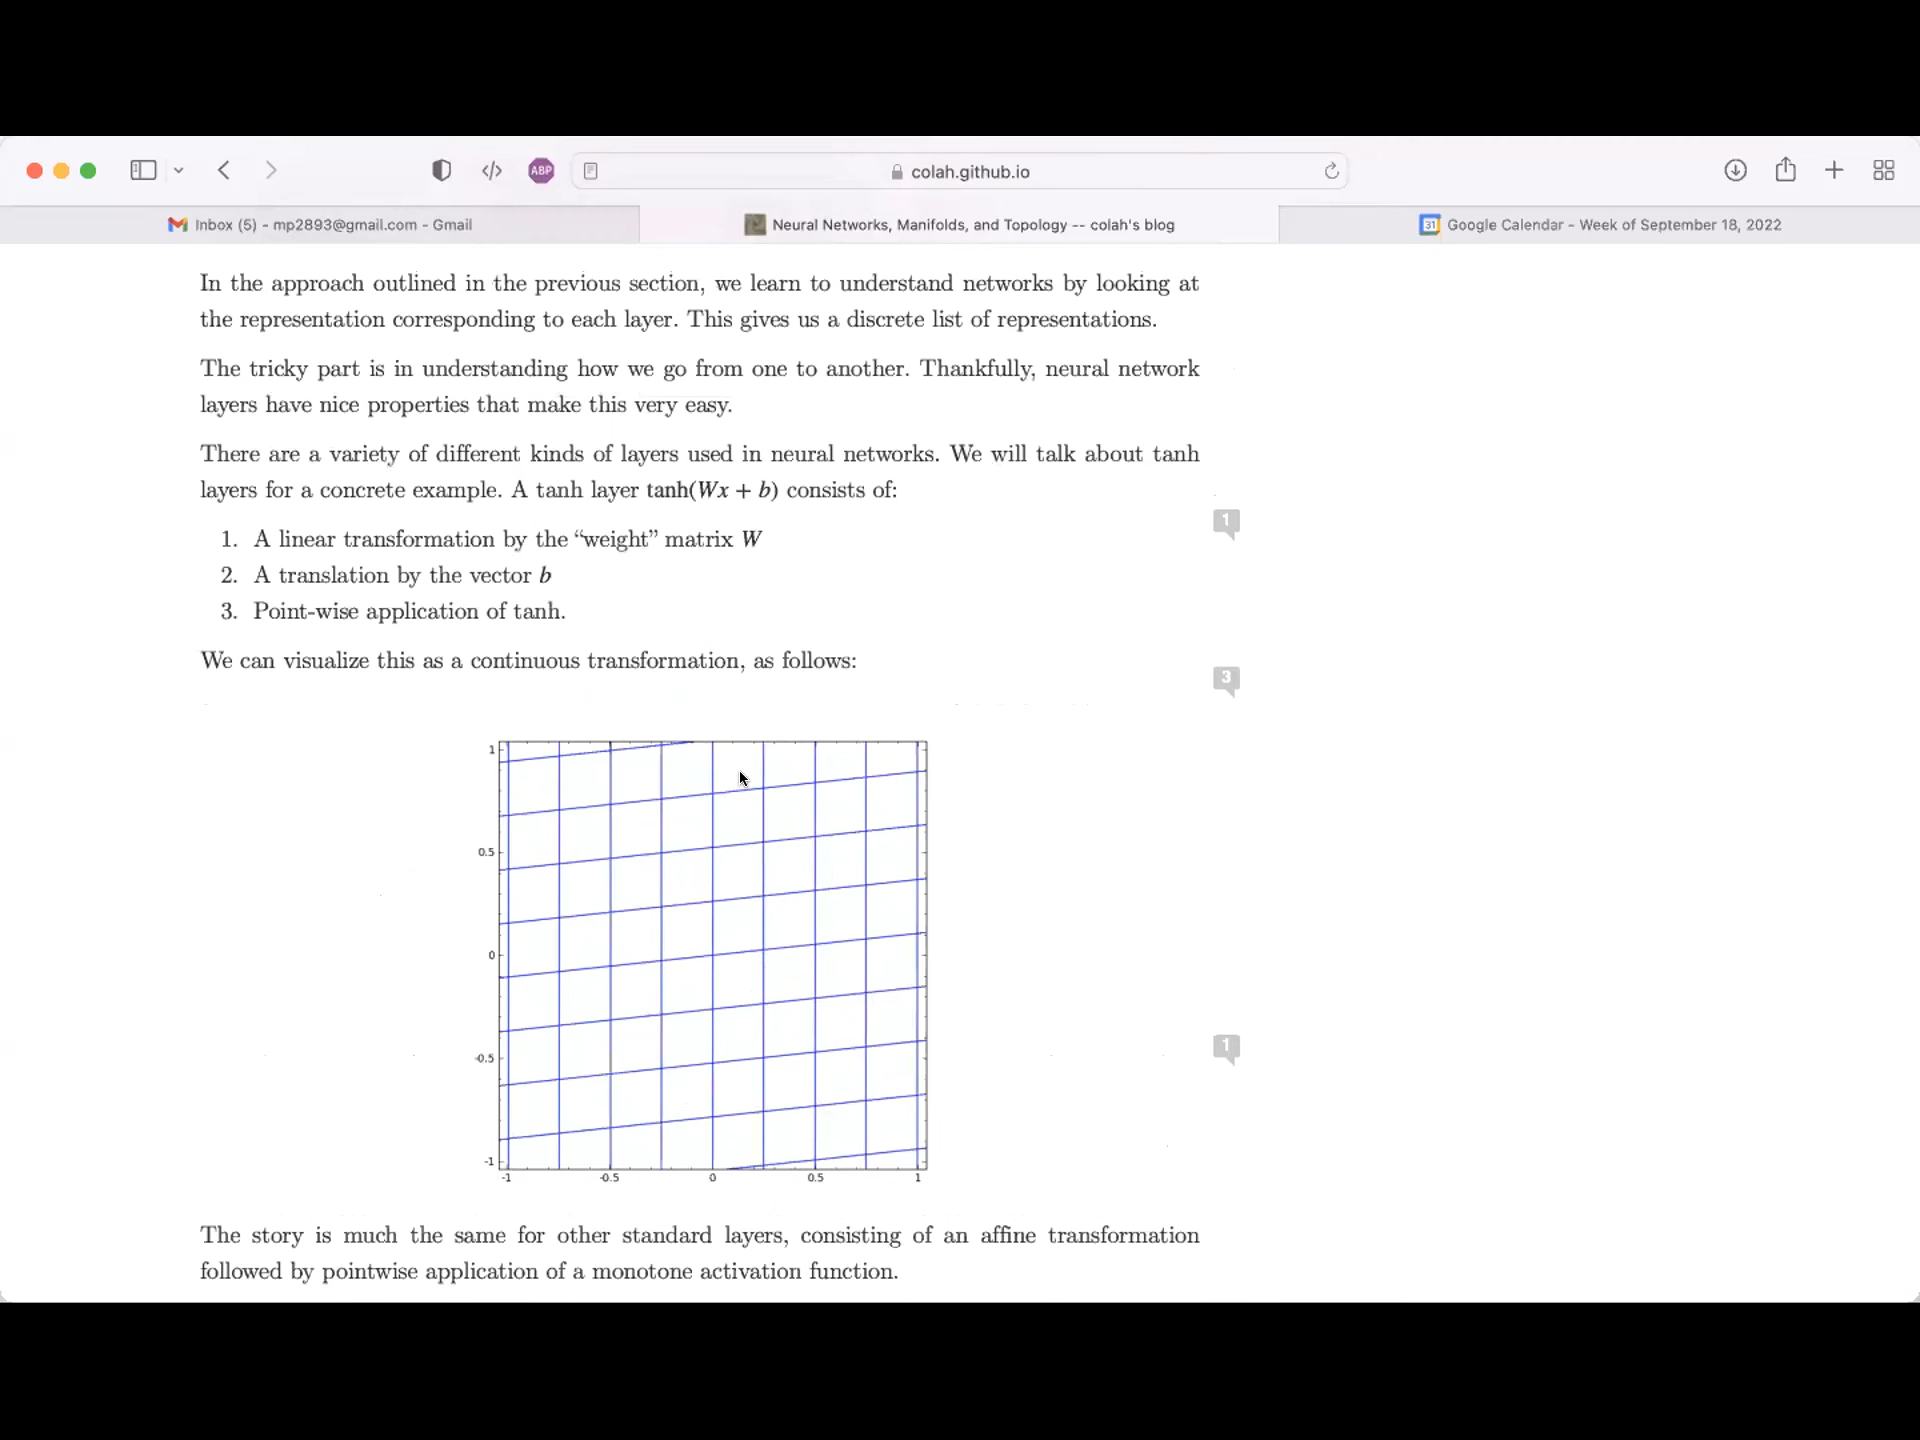 ABP
colah.github.io
Inbox (5) - mp2893@gmail.com - Gmail
Neural Networks, Manifolds, and Topology -- colah's blog
31
Google Calendar - Week of September 18, 2022
In the approach outlined in the previous section, we learn to understand networks by looking at
the representation corresponding to each layer. This gives us a discrete list of representations.
The tricky part is in understanding how we go from one to another. Thankfully, neural network
layers have nice properties that make this very easy.
There are a variety of different kinds of layers used in neural networks. We will talk about tanh
layers for a concrete example. A tanh layer tanh(Wx + b) consists of:
1
1. A linear transformation by the “weight” matrix W
2. A translation by the vector b
3. Point-wise application of tanh.
We can visualize this as a continuous transformation, as follows:
3
1
0.5
0
-0.5
1
-1
-1 -0.5 0 0.5 1
The story is much the same for other standard layers, consisting of an affine transformation
followed by pointwise application of a monotone activation function.